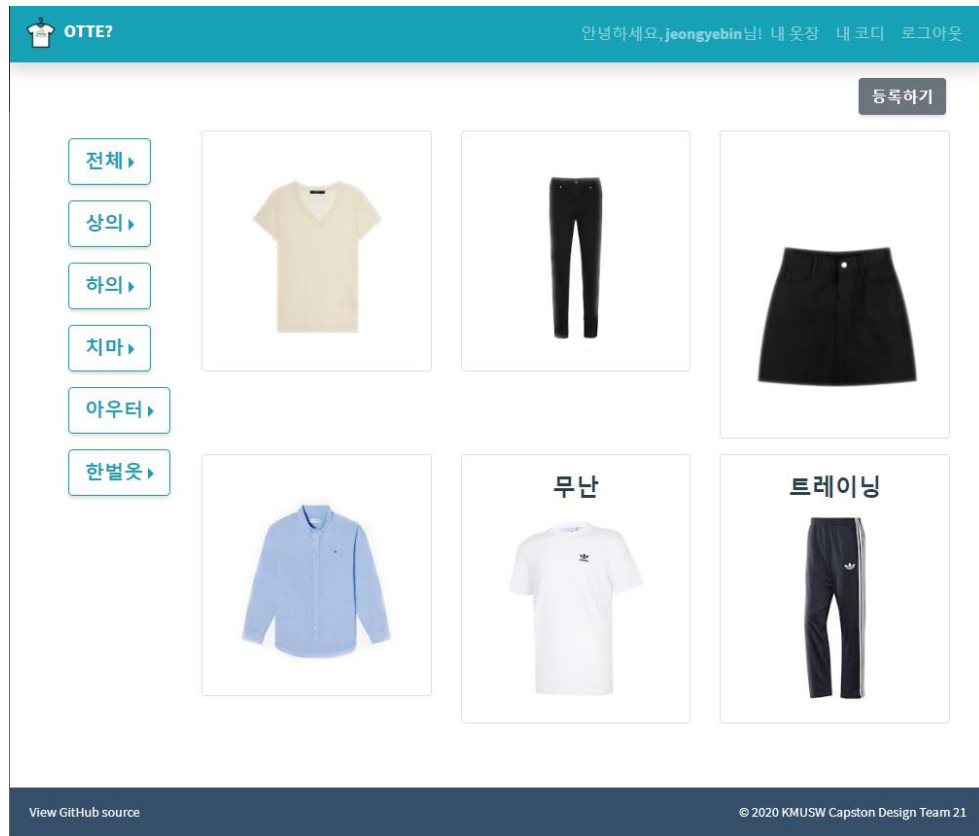 OTTE?
안녕하세요, jeongyebin님! 내 옷장 내 코디 로그아웃
등록하기
전체
상의
하의
치마
아우터
한벌옷
무난
트레이닝
View GitHub source
© 2020 KMUSW Capston Design Team 21